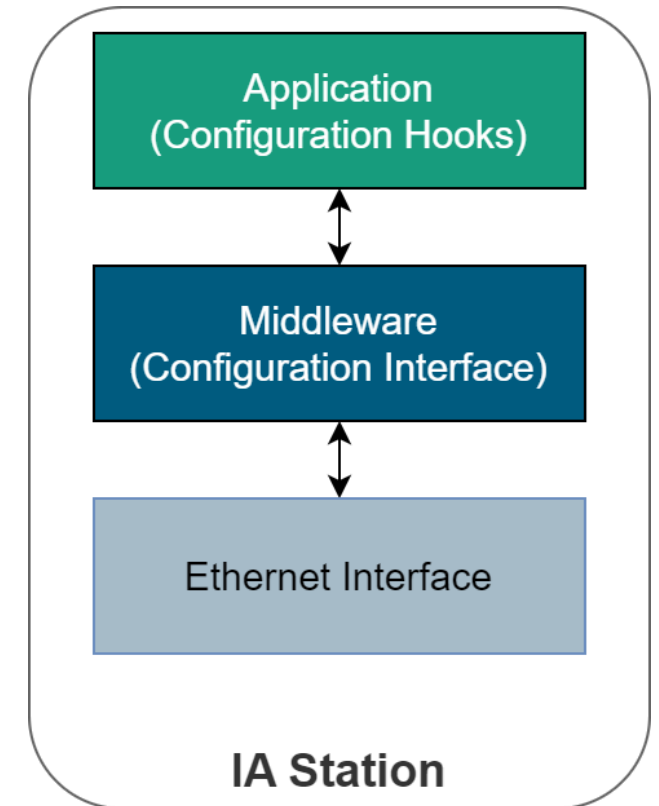 Application
(Configuration Hooks)
Middleware
(Configuration Interface)
Ethernet Interface
IA Station